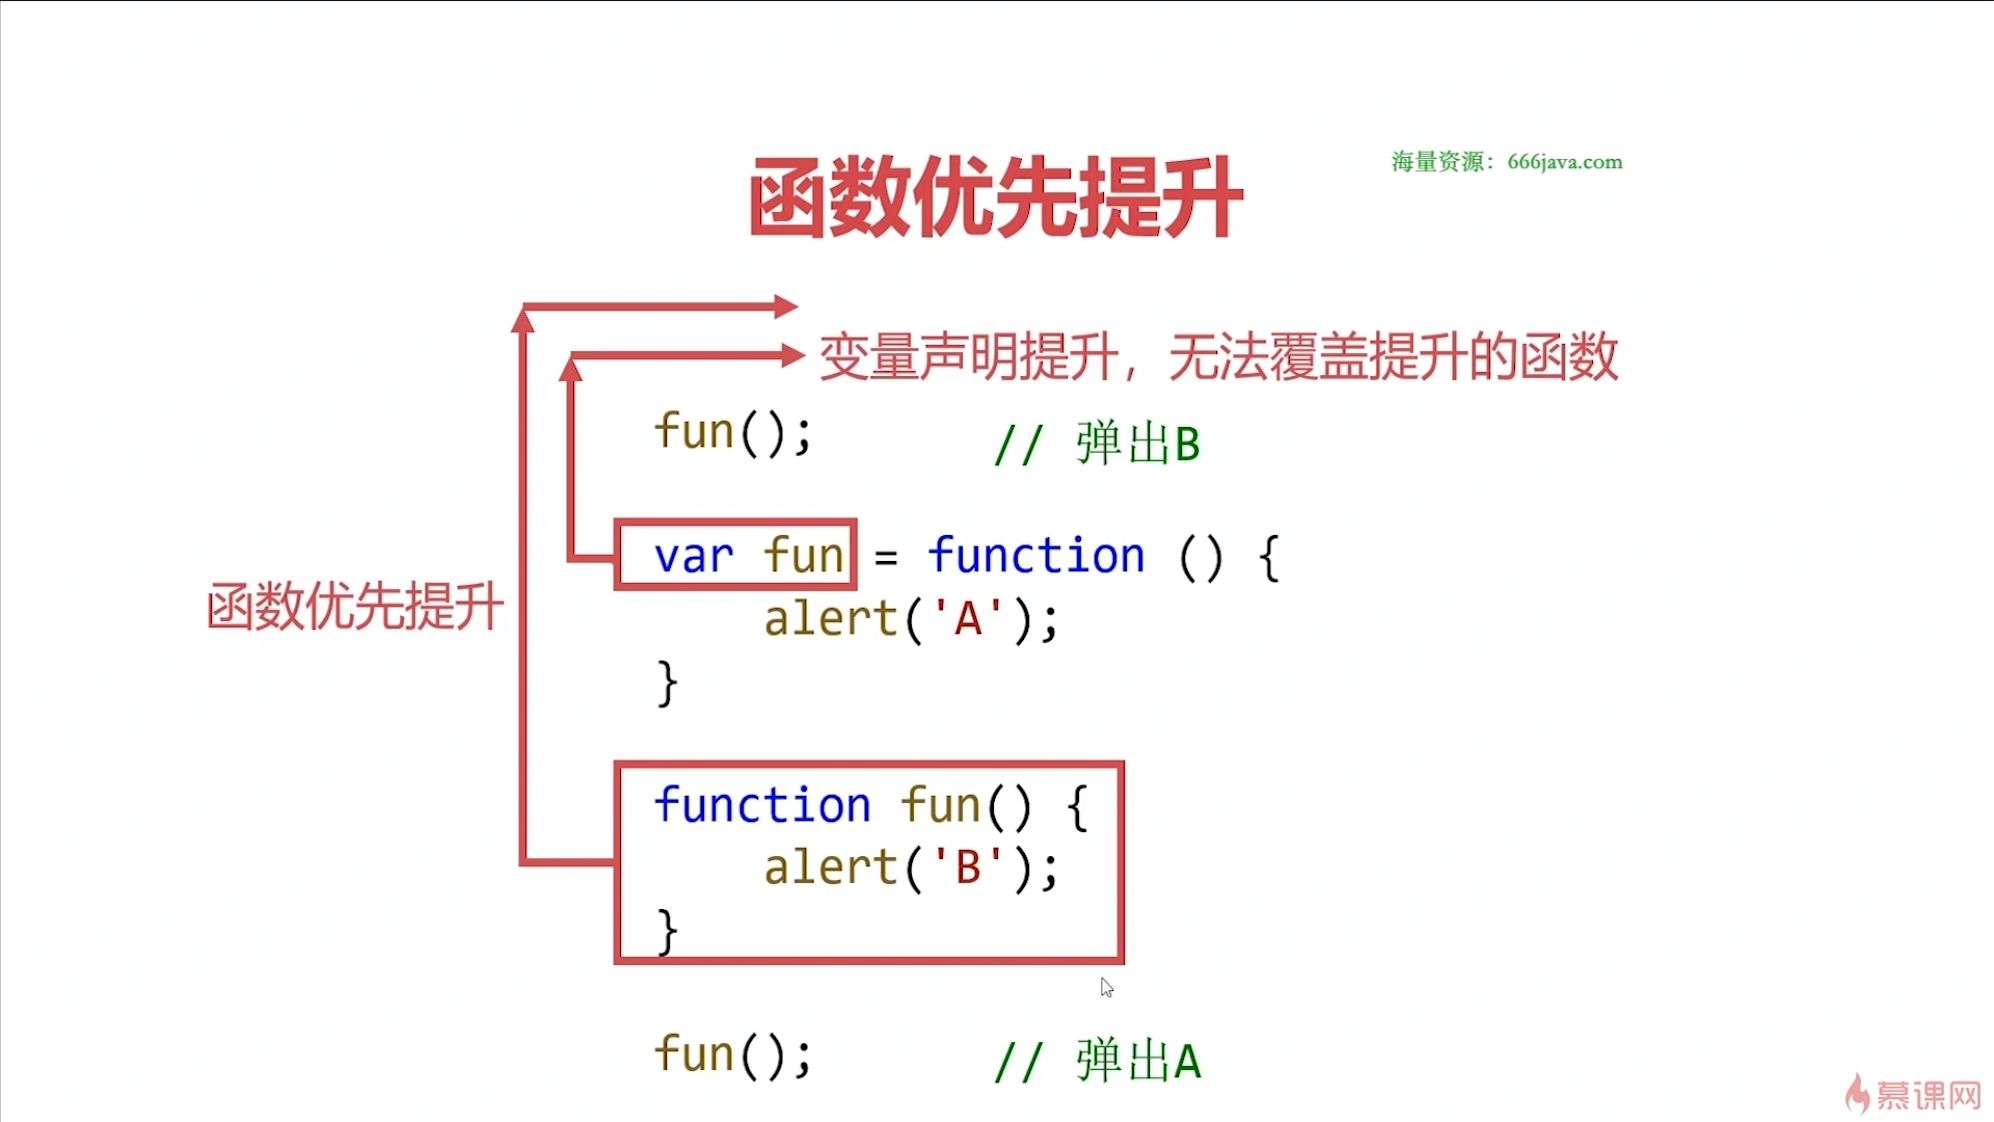 函数优先提升
海量资源：666java.com
变量声明提升，无法覆盖提升的函数
fun();    // 弹出B
var fun = function () {
    alert('A');
}
函数优先提升
function fun() {
    alert('B');
}
fun();    // 弹出A
慕课网